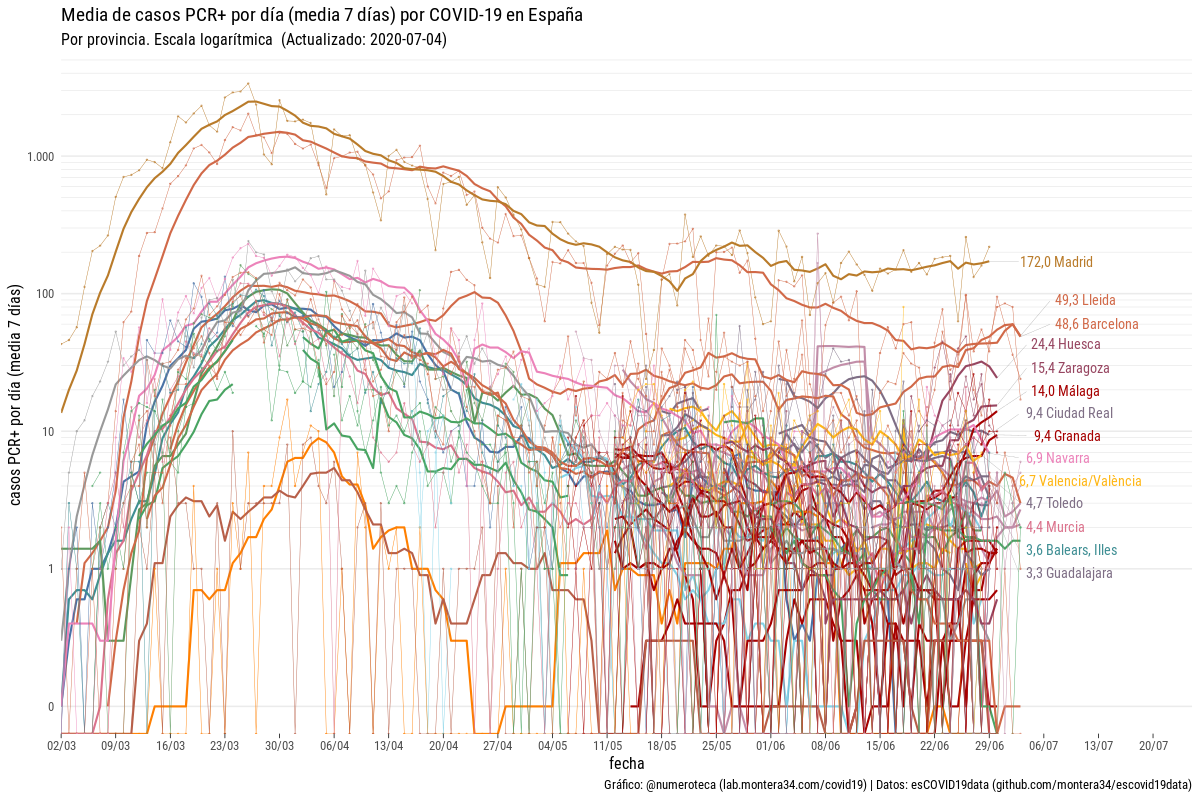 Media de casos PCR+ por día (media 7 días) por COVID-19 en España
Por provincia. Escala logarítmica (Actualizado: 2020-07-04)
casos PCR+ por día (media 7 días)
1.000
100
10
1
0
172,0 Madrid
49,3 Lleida
48,6 Barcelona
24,4 Huesca
15,4 Zaragoza
14,0 Málaga
9,4 Ciudad Real
9,4 Granada
6,9 Navarra
6,7 Valencia/València
4,7 Toledo
4,4 Murcia
3,6 Balears, Illes
3,3 Guadalajara
02/03 09/03 16/03 23/03 30/03 06/04 13/04 20/04 27/04 04/05 11/05 18/05 25/05 01/06 08/06 15/06 22/06 29/06 06/07 13/07 20/07
fecha
Gráfico: @numeroteca (lab.montera34.com/covid19) | Datos: esCOVID19data (github.com/montera34/escovid19data)